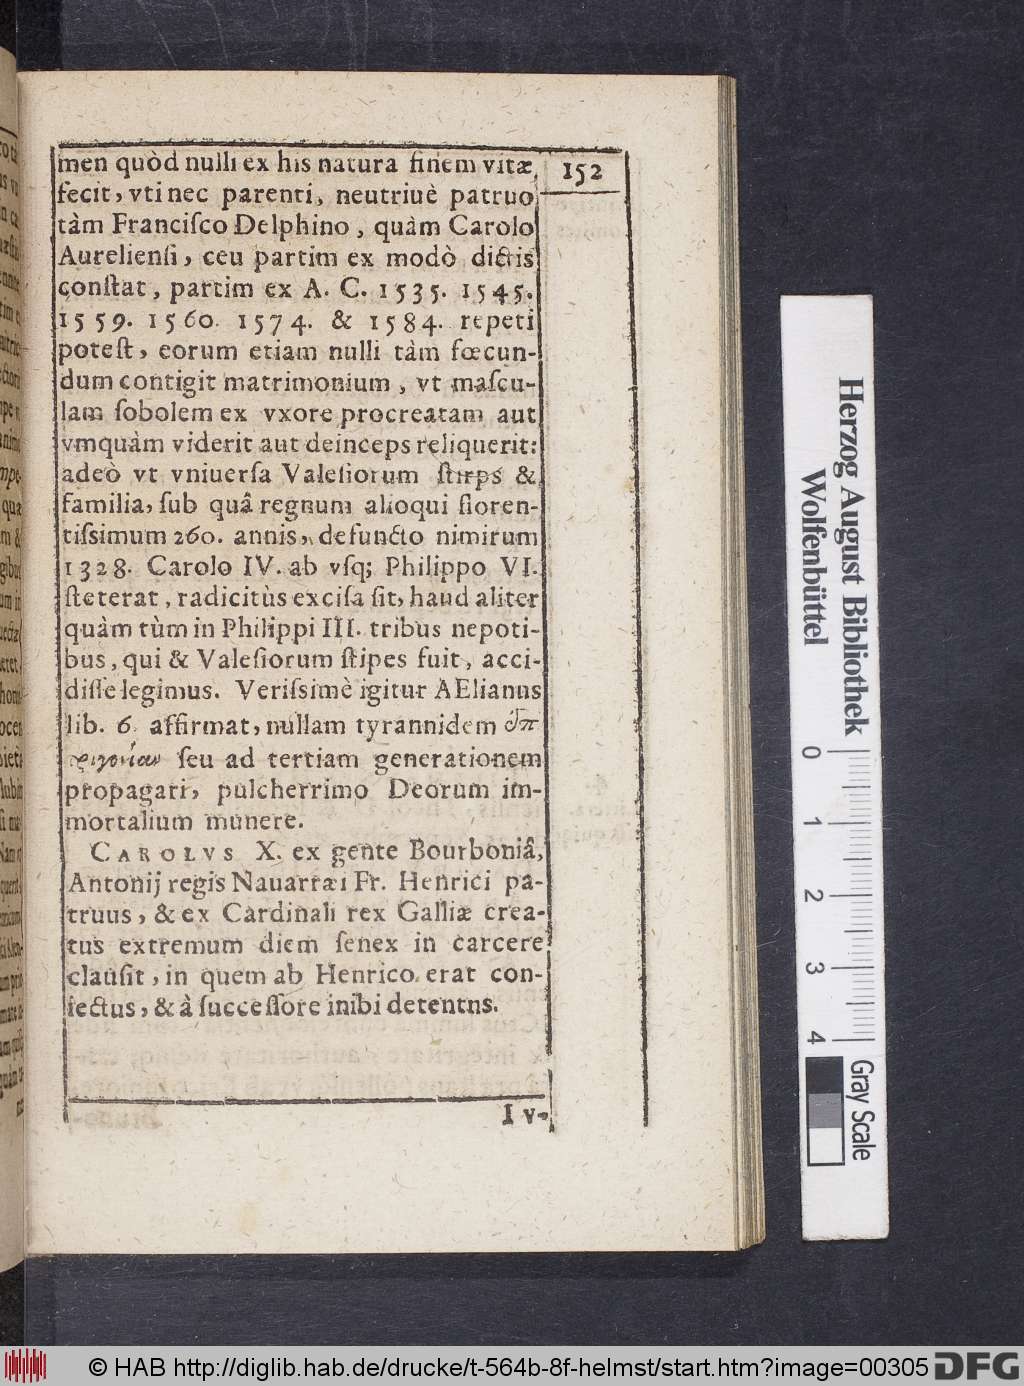 152
men quòd nulli ex his natura finem vitæ
fecit, vti nec parenti, neutriuè patruo
tàm Franciſco Delphino, quàm Carolo
Aurelienſi, ceu partim ex modò dictis
conſtat, partim ex A. C. 1535. 1545.
1559. 1560. 1574. & 1584. repeti
poteſt, eorum etiam nulli tàm fœcun-
dum contigit matrimonium, vt maſcu-
lam ſobolem ex vxore procreatam aut
vmquàm viderit aut deinceps reliquerit:
adeò vt vniuerſa Valeſiorum ſtirps &
familia, ſub quâ regnum alioqui floren-
tiſsimum 260. annis, defuncto nimirum
1328. Carolo IV. ab vſq; Philippo VI.
ſteterat, radicitùs exciſa ſit, haud aliter
quàm tùm in Philippi III. tribus nepoti-
bus, qui & Valeſiorum ſtipes fuit, acci-
diſſe legimus. Veriſsimè igitur AElianus
lib. 6. affirmat, nullam tyrannidem ἐπὶ
τριγονίαν ſeu ad tertiam generationem
propagari, pulcherrimo Deorum im-
mortalium munere.
CAROLVS X. ex gente Bourboniâ,
Antonij regis Nauarræi Fr. Henrici pa-
truus, & ex Cardinali rex Galliæ crea-
tus extremum diem ſenex in carcere
clauſit, in quem ab Henrico erat con-
iectus, & à ſucceſſore inibi detentns.
Iv-
Herzog August Bibliothek
Wolfenbüttel
0 1 2 3 4
Gray Scale
© HAB http://diglib.hab.de/drucke/t-564b-8f-helmst/start.htm?image=00305
DFG